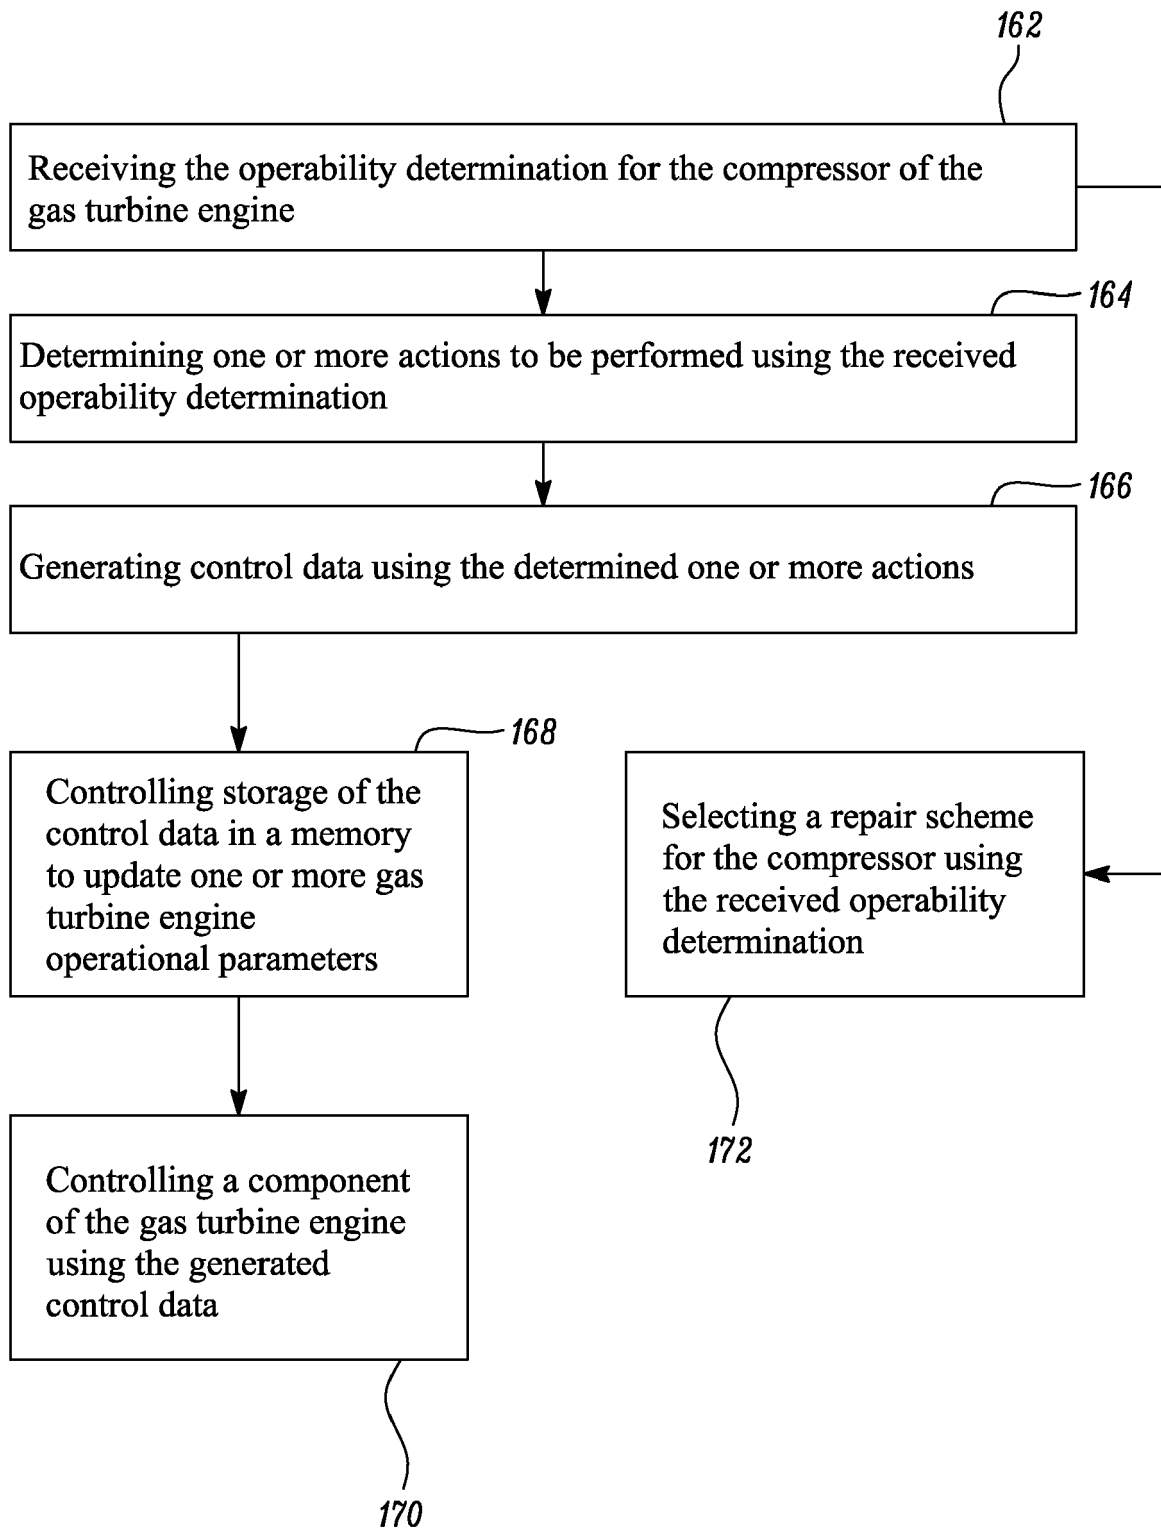 162
Receiving the operability determination for the compressor of the
gas turbine engine
164
Determining one or more actions to be performed using the received
operability determination
166
Generating control data using the determined one or more actions
168
Controlling storage of the
control data in a memory
to update one or more gas
turbine engine
operational parameters
Selecting a repair scheme
for the compressor using
the received operability
determination
172
Controlling a component
of the gas turbine engine
using the generated
control data
170